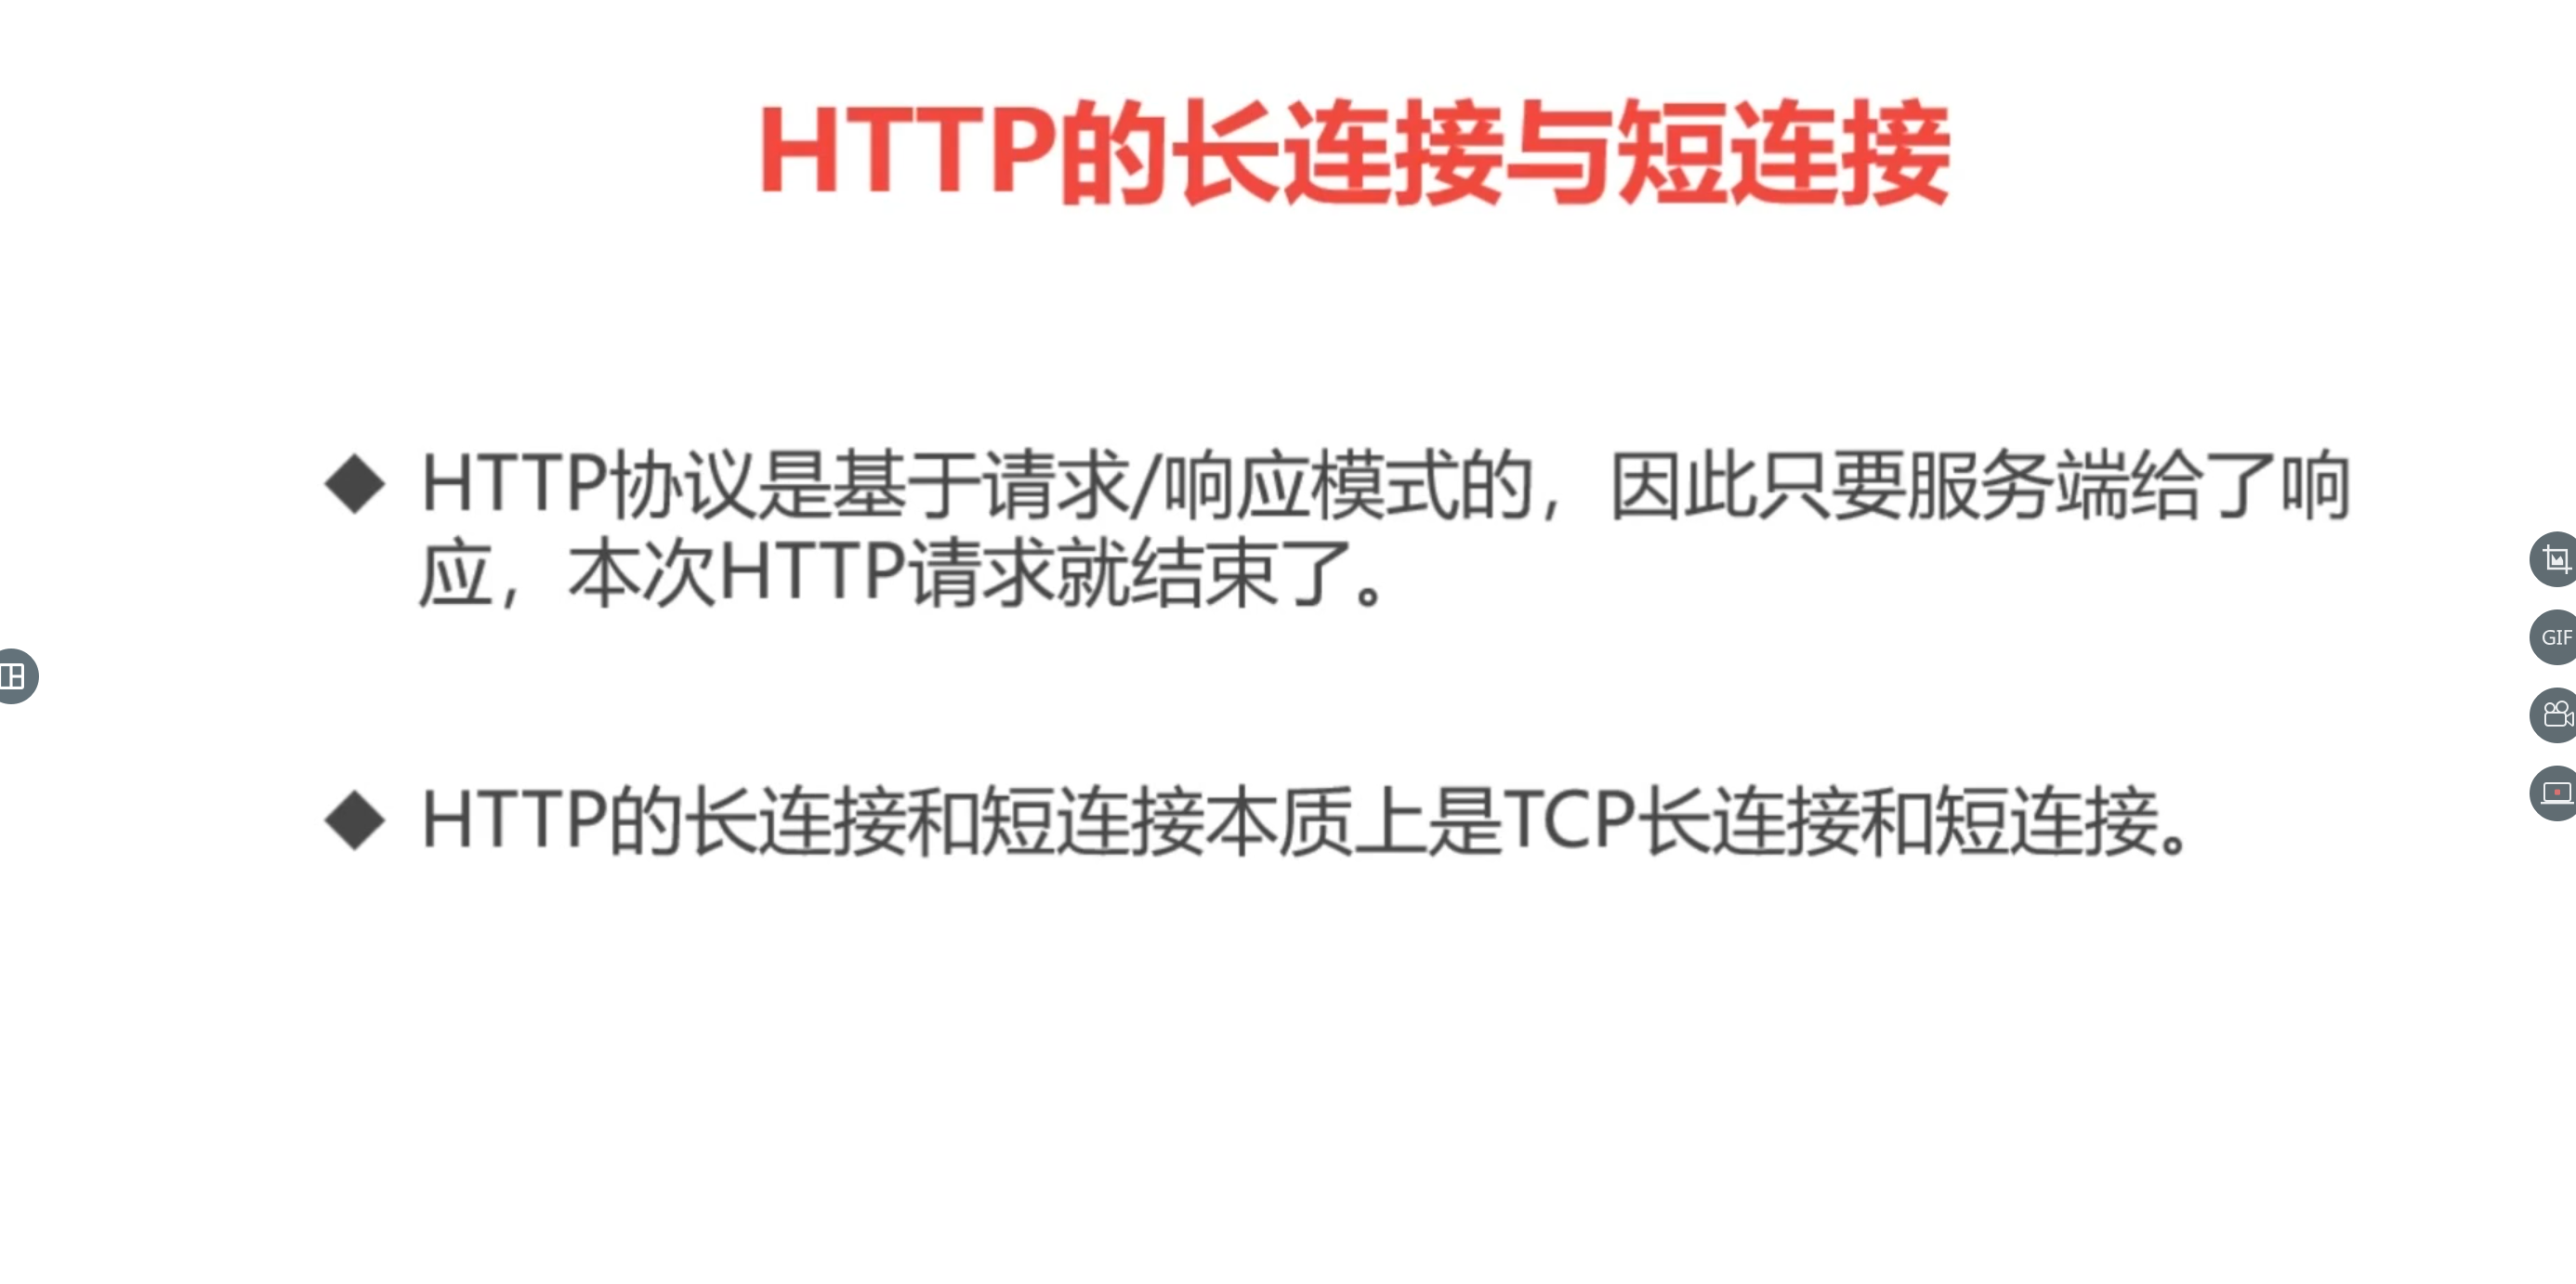 HTTP的长连接与短连接
◆ HTTP协议是基于请求/响应模式的，因此只要服务端给了响
应，本次HTTP请求就结束了。
◆ HTTP的长连接和短连接本质上是TCP长连接和短连接。
GIF